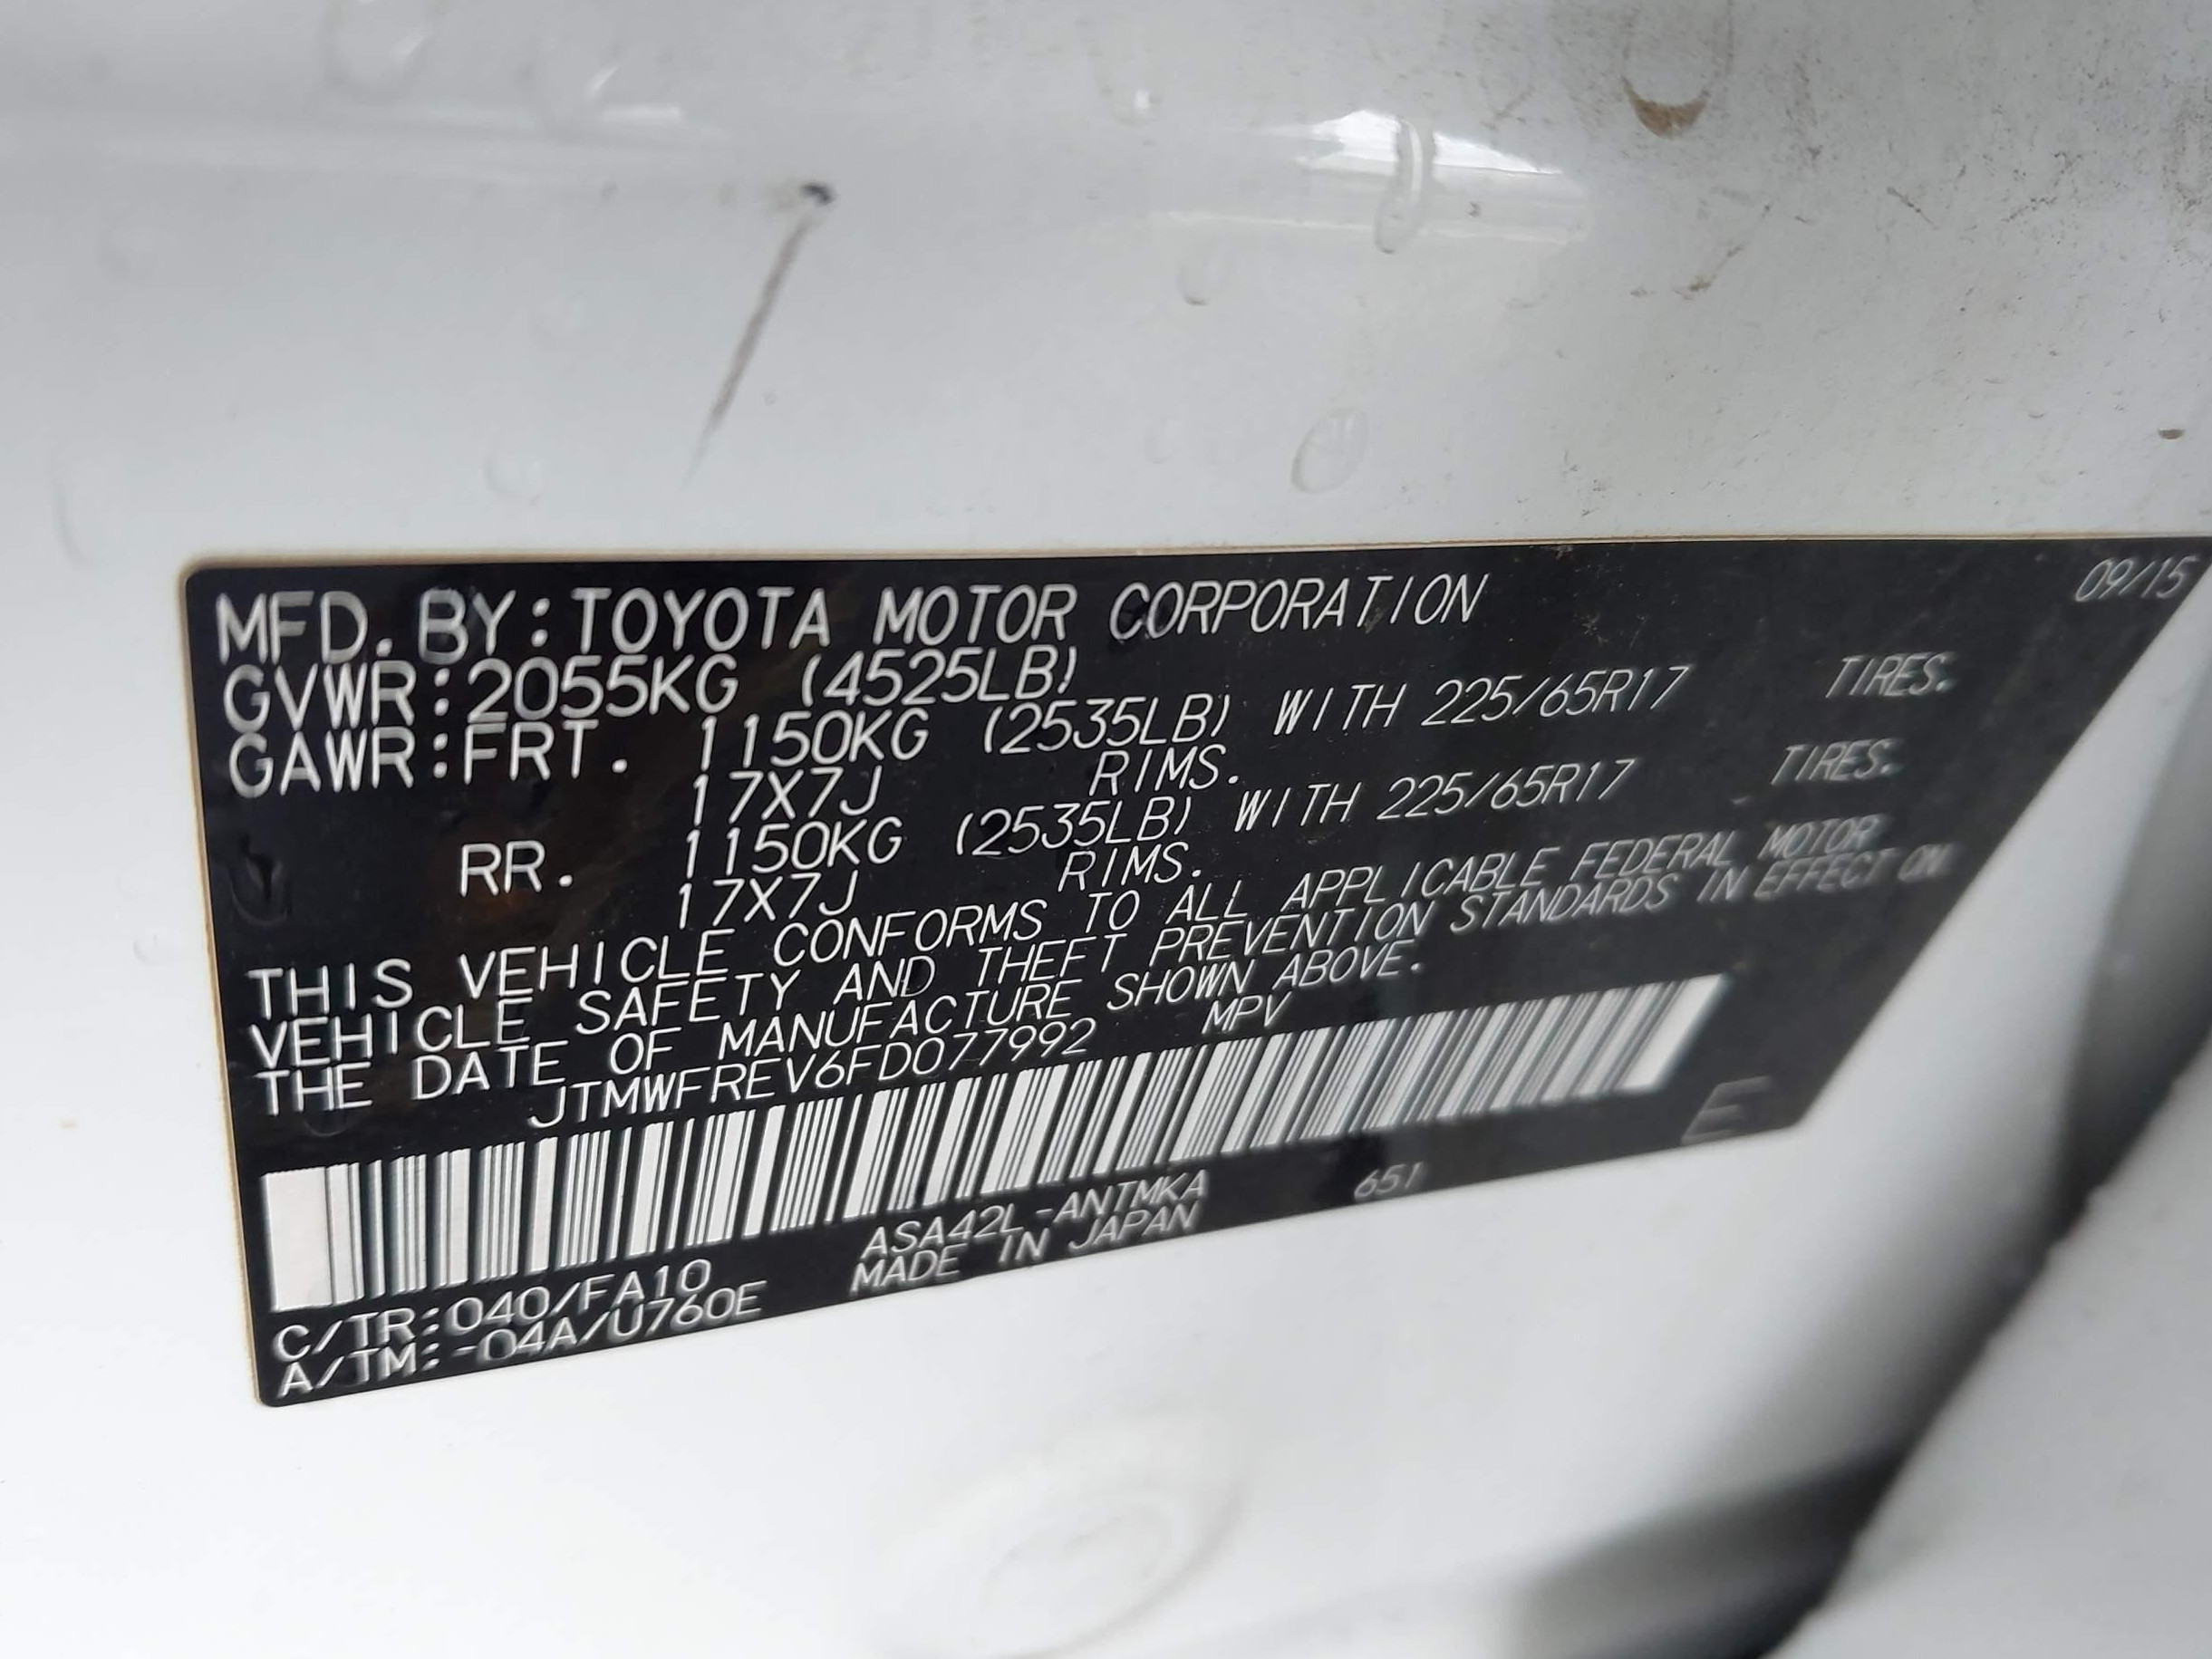 09/15
MFD. BY: TOYOTA MOTOR CORPORATION
GVWR: 2055KG (4525LB)
GAWR: FRT. 1150KG (2535LB) WITH 225/65R17 TIRES.
17X7J RIMS.
RR. 1150KG (2535LB) WITH 225/65R17 TIRES.
17X7J RIMS.
THIS VEHICLE CONFORMS TO ALL APPLICABLE FEDERAL MOTOR
VEHICLE SAFETY AND THEFT PREVENTION STANDARDS IN EFFECT ON
THE DATE OF MANUFACTURE SHOWN ABOVE.
JTMWFREV6FD077992 MPV
E
C/TR: 040/FA10 ASA42L-ANTMKA 651
A/TM: -04A/U760E MADE IN JAPAN